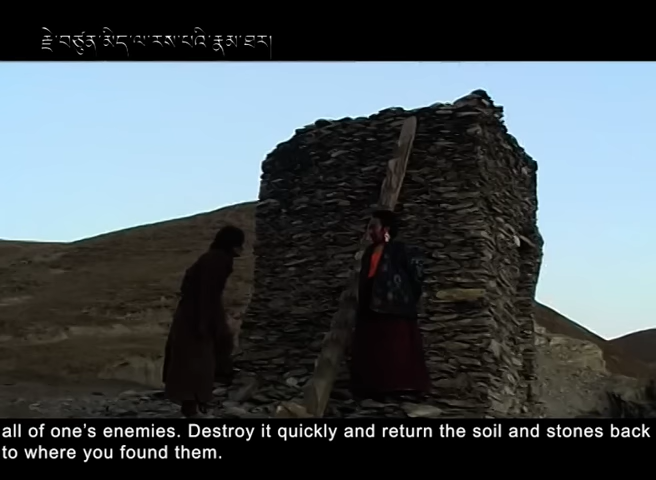 རྗེ་བཙུན་མིད་ལ་རས་པའི་རྣམ་ཐར།
all of one's enemies. Destroy it quickly and return the soil and stones back
to where you found them.